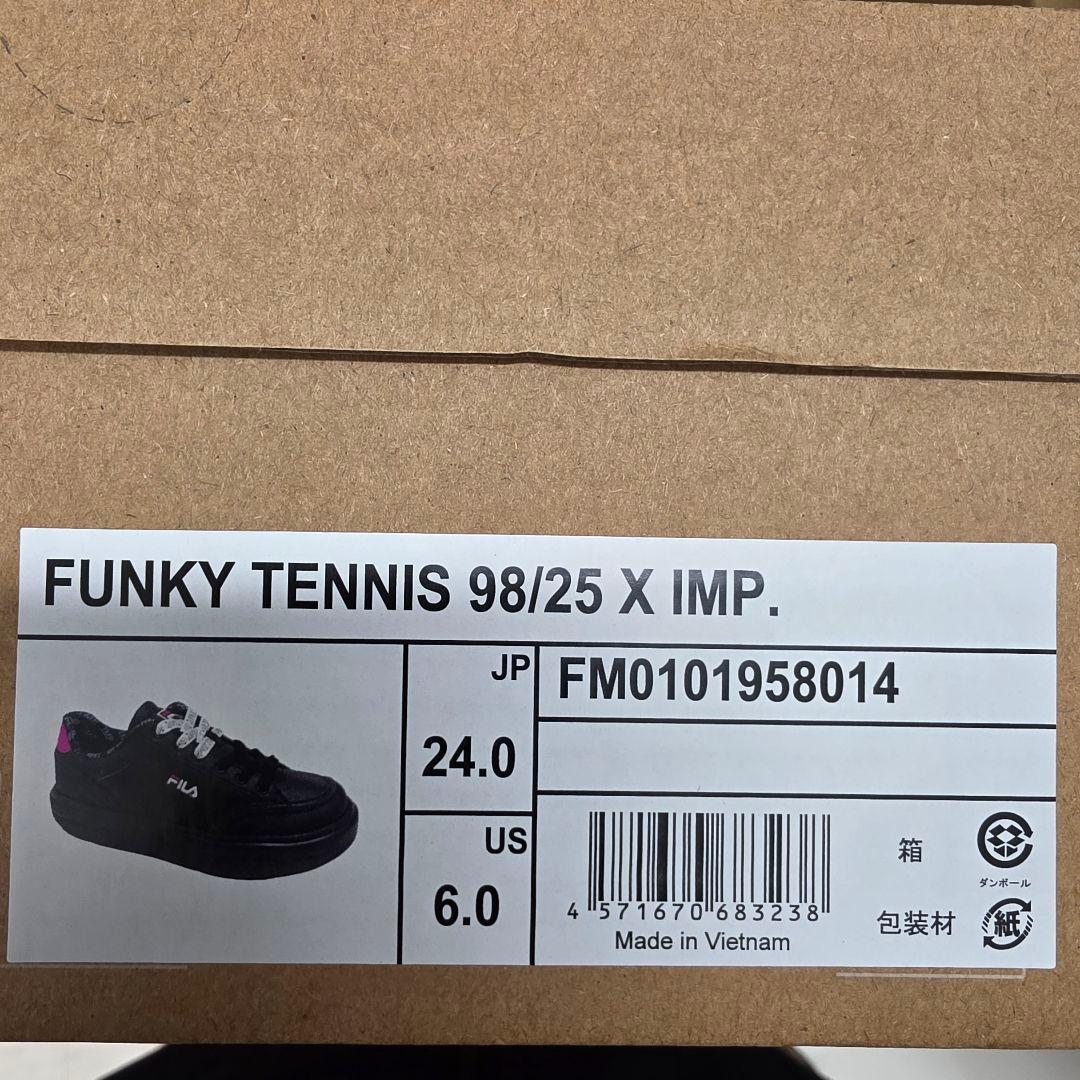 FUNKY TENNIS 98/25 X IMP.
FILA
JP
24.0
US
6.0
FM0101958014
4 571670 683238
Made in Vietnam
箱
ダンボール
包装材
紙